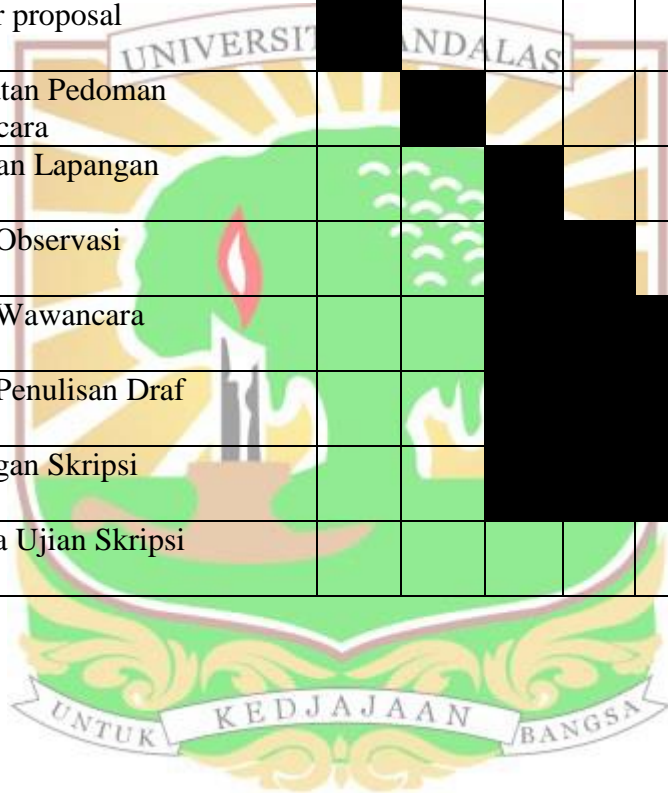 r proposal
UNIVERSIT NDALAS
tan Pedoman
cara
an Lapangan
Observasi
Wawancara
Penulisan Draf
gan Skripsi
a Ujian Skripsi
UNTUK KEDJAJAAN BANGSA